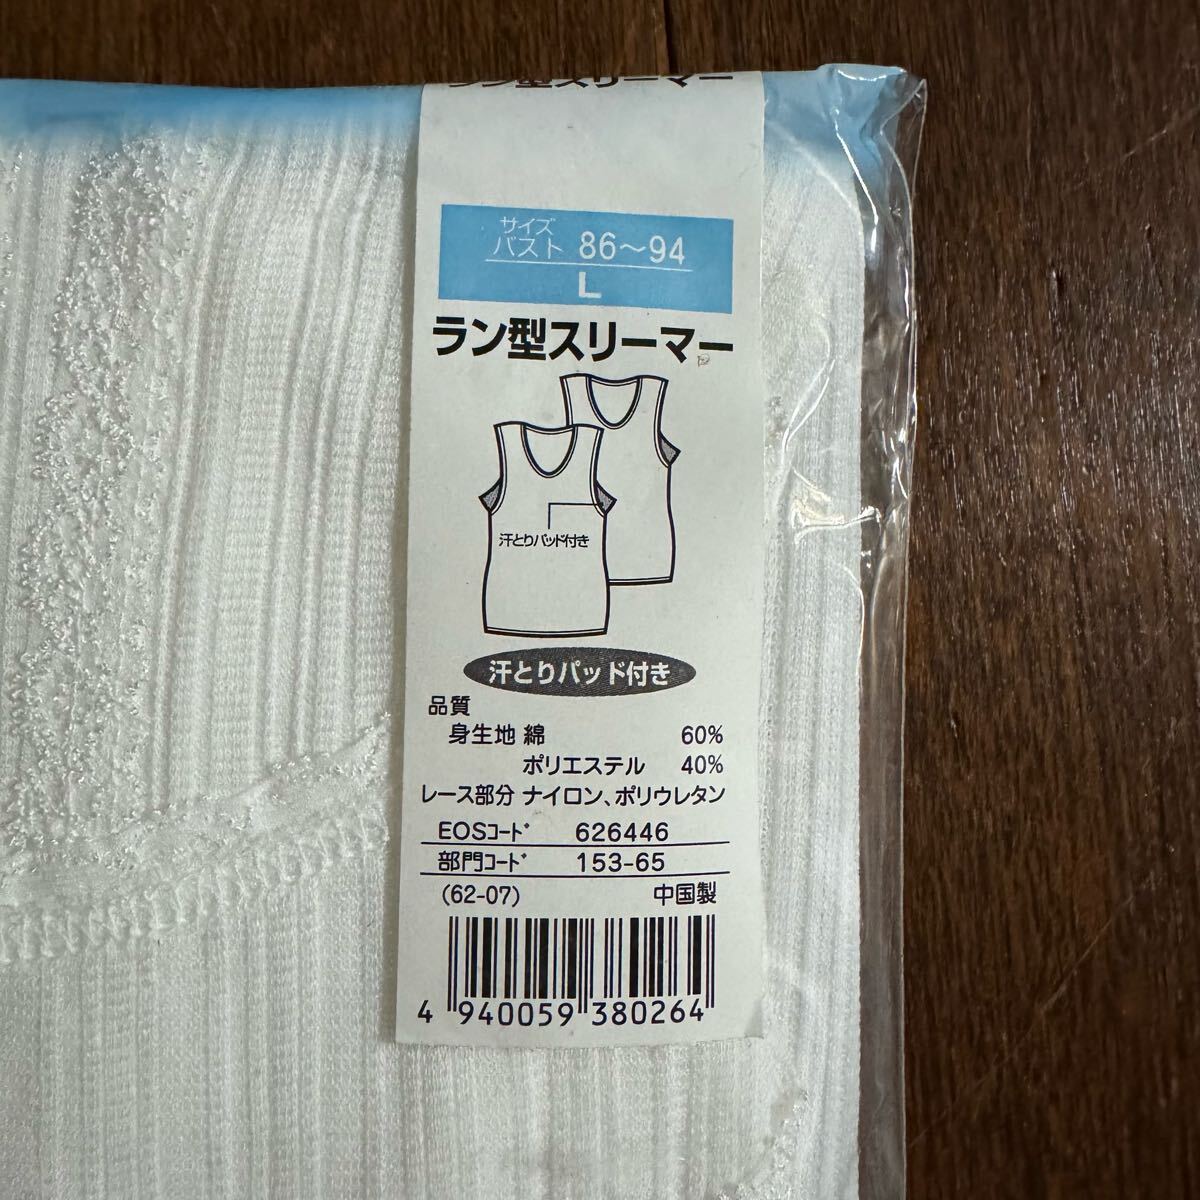 ラン型スリーマー
サイズ
バスト 86～94
L
ラン型スリーマー
汗とりパッド付き
汗とりパッド付き
品質
身生地 綿 60%
ポリエステル 40%
レース部分 ナイロン、ポリウレタン
EOSｺｰﾄﾞ 626446
部門ｺｰﾄﾞ 153-65
(62-07) 中国製
4 940059 380264